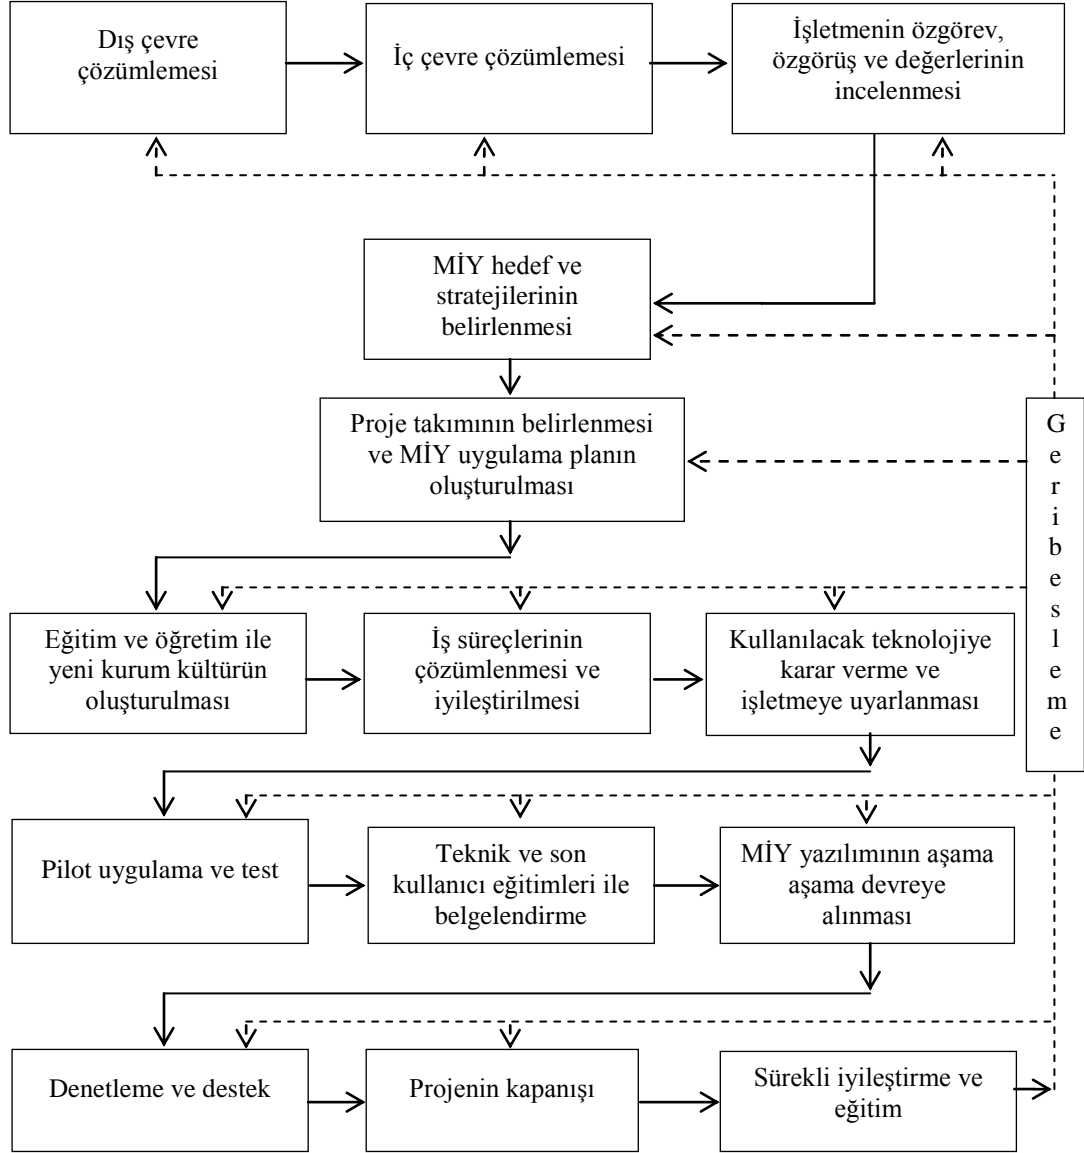 Dış çevre
çözümlemesi
İç çevre çözümlemesi
İşletmenin özgörev,
özgörüş ve değerlerinin
incelenmesi
MİY hedef ve
stratejilerinin
belirlenmesi
Proje takımının belirlenmesi
ve MİY uygulama planın
oluşturulması
Geribesleme
Eğitim ve öğretim ile
yeni kurum kültürün
oluşturulması
İş süreçlerinin
çözümlenmesi ve
iyileştirilmesi
Kullanılacak teknolojiye
karar verme ve
işletmeye uyarlanması
Pilot uygulama ve test
Teknik ve son
kullanıcı eğitimleri ile
belgelendirme
MİY yazılımının aşama
aşama devreye
alınması
Denetleme ve destek
Projenin kapanışı
Sürekli iyileştirme ve
eğitim